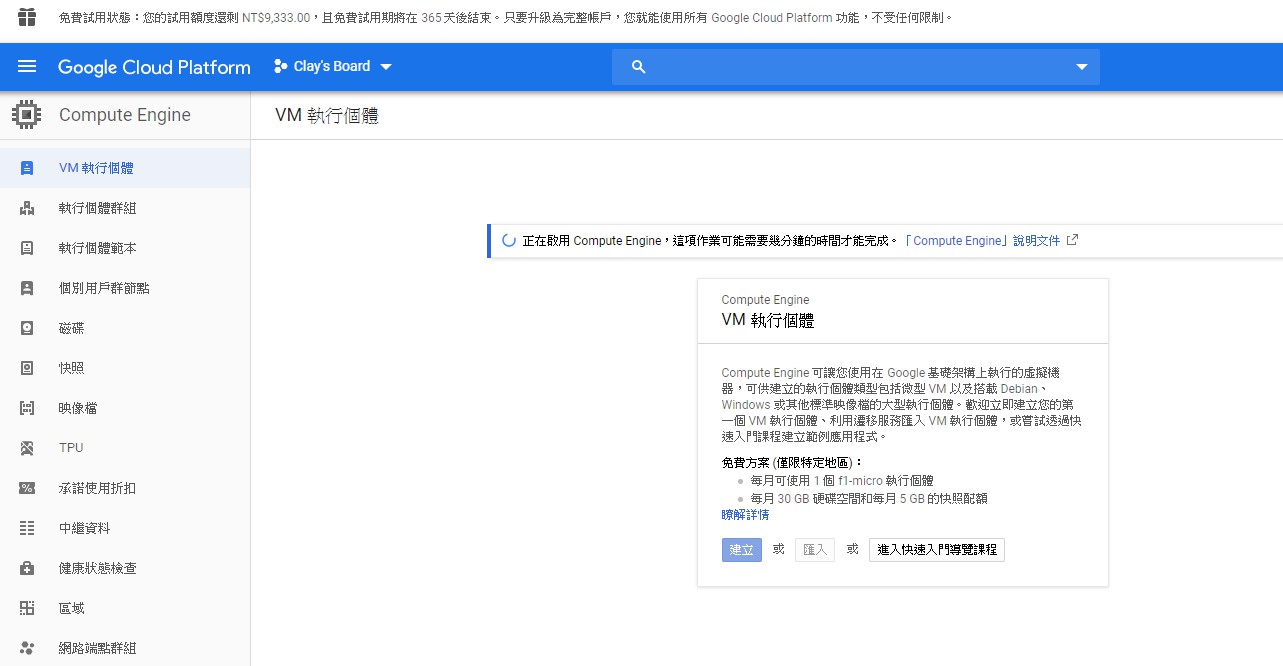 免費試用狀態：您的試用額度還剩 NT$9,333.00，且免費試用期將在 365 天後結束。只要升級為完整帳戶，您就能使用所有 Google Cloud Platform 功能，不受任何限制。
Google Cloud Platform
Clay's Board
Compute Engine
VM 執行個體
VM 執行個體
執行個體群組
執行個體範本
個別用戶群節點
磁碟
快照
映像檔
TPU
承諾使用折扣
中繼資料
健康狀態檢查
區域
網路端點群組
正在啟用 Compute Engine，這項作業可能需要幾分鐘的時間才能完成。「Compute Engine」說明文件
Compute Engine
VM 執行個體
Compute Engine 可讓您使用在 Google 基礎架構上執行的虛擬機
器，可供建立的執行個體類型包括微型 VM 以及搭載 Debian、
Windows 或其他標準映像檔的大型執行個體。歡迎立即建立您的第
一個 VM 執行個體、利用遷移服務匯入 VM 執行個體，或嘗試透過快
速入門課程建立範例應用程式。
免費方案 (僅限特定地區)：
每月可使用 1 個 f1-micro 執行個體
每月 30 GB 硬碟空間和每月 5 GB 的快照配額
瞭解詳情
建立 或 匯入 或 進入快速入門導覽課程